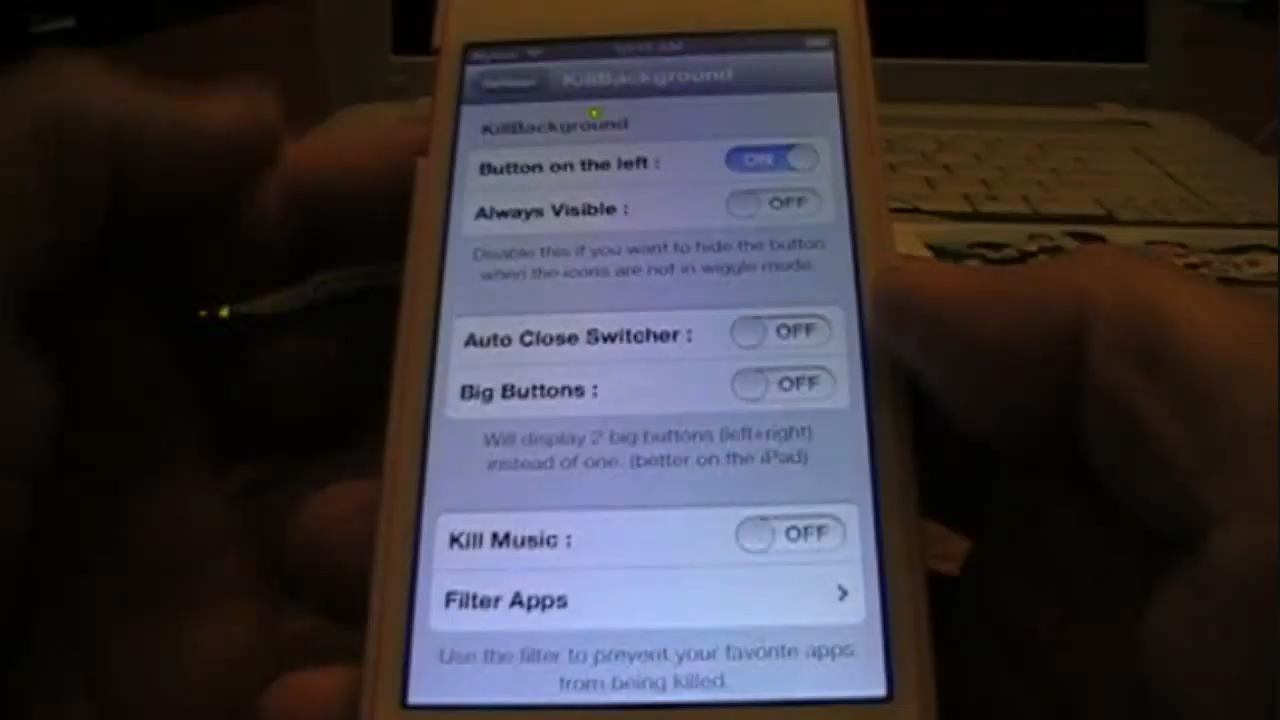 KillBackground
KillBackground
Button on the left :
ON
Always Visible :
OFF
Disable this if you want to hide the button
when the icons are not in wiggle mode.
Auto Close Switcher :
OFF
Big Buttons :
OFF
Will display 2 big buttons (left+right)
instead of one. (better on the iPad)
Kill Music :
OFF
Filter Apps
Use the filter to prevent your favorite apps
from being killed.